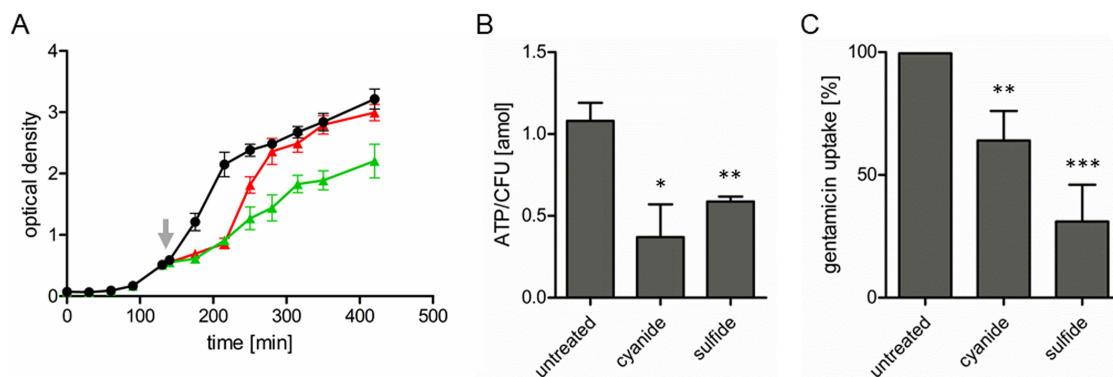 A
optical density
4
3
2
1
0
0
100
200
300
400
500
time [min]
B
ATP/CFU [amol]
1.5
1.0
0.5
0.0
*
**
untreated
cyanide
sulfide
C
gentamicin uptake [%]
100
50
0
**
***
untreated
cyanide
sulfide